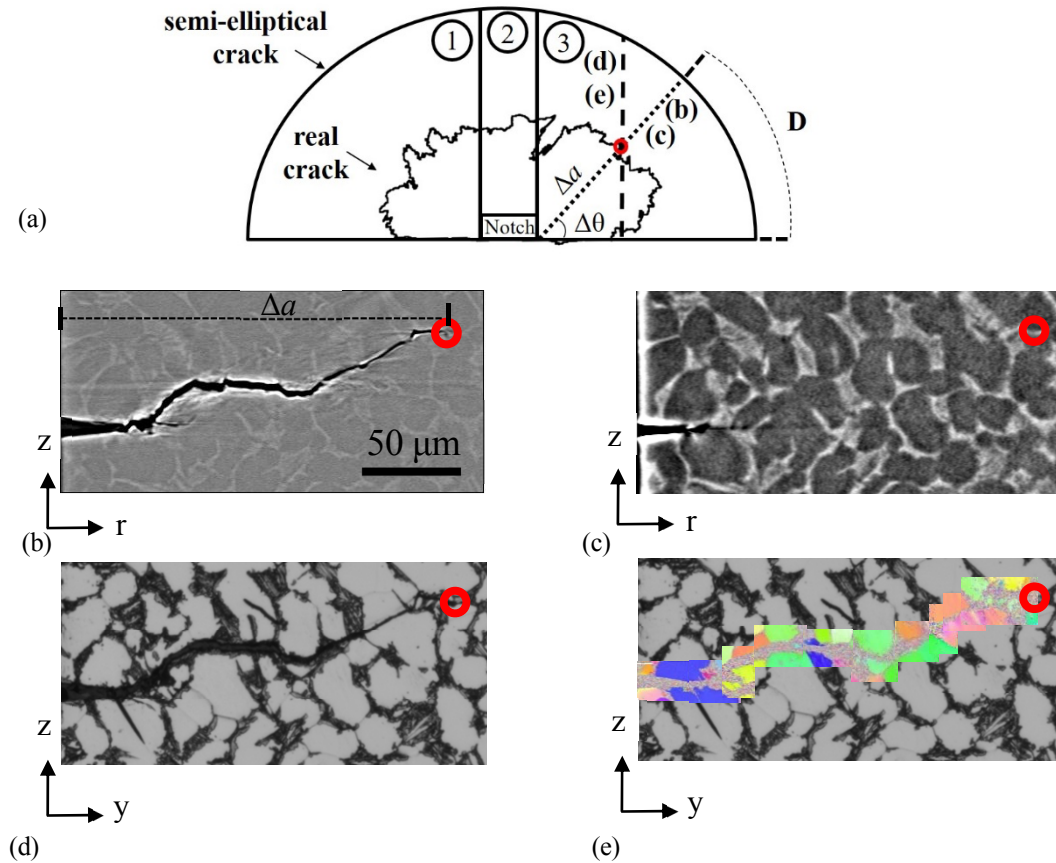 semi-elliptical
crack
1 2 3
(d)
(e)
(b)
(c)
D
real
crack
Δa
Notch
Δθ
(a)
Δa
50 μm
z
r
(b)
z
r
(c)
z
y
(d)
z
y
(e)